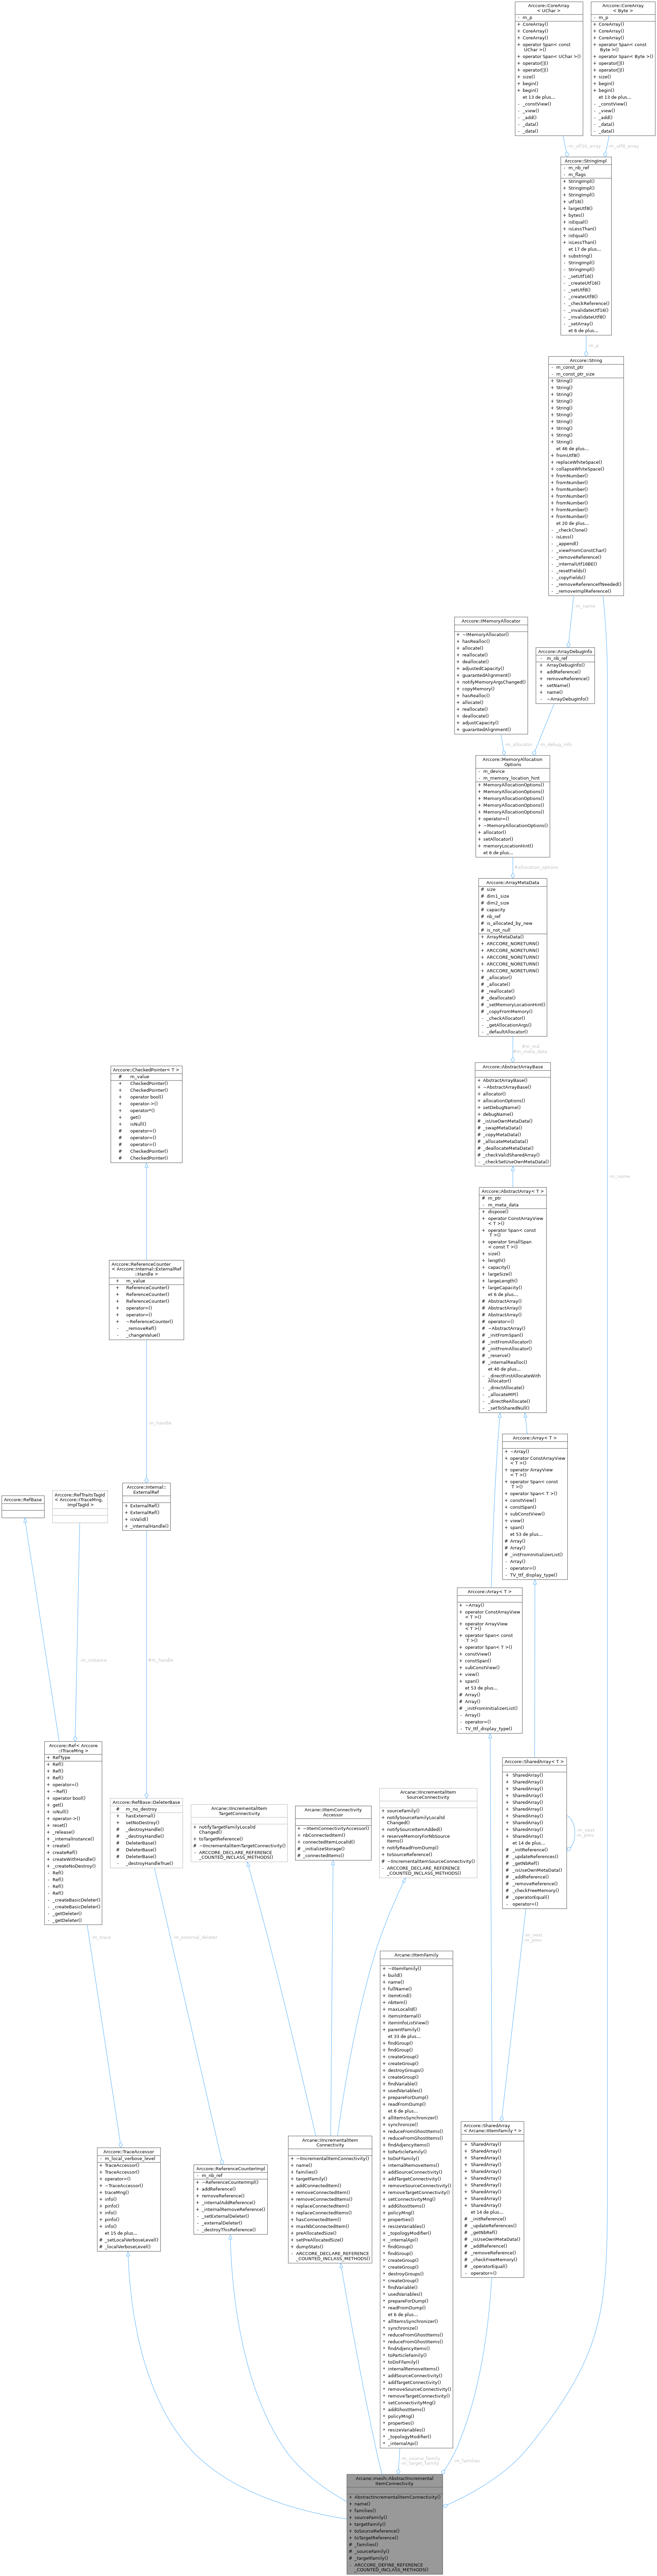 Arccore::CoreArray
< UChar >
- m_p
+ CoreArray()
+ CoreArray()
+ CoreArray()
+ operator Span< const
UChar >()
+ operator Span< UChar >()
+ operator[]()
+ operator[]()
+ size()
+ begin()
+ begin()
et 13 de plus...
- _constView()
- _view()
- _add()
- _data()
- _data()
Arccore::CoreArray
< Byte >
- m_p
+ CoreArray()
+ CoreArray()
+ CoreArray()
+ operator Span< const
Byte >()
+ operator Span< Byte >()
+ operator[]()
+ operator[]()
+ size()
+ begin()
+ begin()
et 13 de plus...
- _constView()
- _view()
- _add()
- _data()
- _data()
-m_utf16_array
-m_utf8_array
Arccore::StringImpl
- m_nb_ref
- m_flags
+ StringImpl()
+ StringImpl()
+ StringImpl()
+ utf16()
+ largeUtf8()
+ bytes()
+ isEqual()
+ isLessThan()
+ isEqual()
+ isLessThan()
et 17 de plus...
+ substring()
- StringImpl()
- StringImpl()
- _setUtf16()
- _createUtf16()
- _setUtf8()
- _createUtf8()
- _checkReference()
- _invalidateUtf16()
- _invalidateUtf8()
- _setArray()
et 6 de plus...
-m_p
Arccore::String
- m_const_ptr
- m_const_ptr_size
+ String()
+ String()
+ String()
+ String()
+ String()
+ String()
+ String()
+ String()
+ String()
+ String()
et 46 de plus...
+ fromUtf8()
+ replaceWhiteSpace()
+ collapseWhiteSpace()
+ fromNumber()
+ fromNumber()
+ fromNumber()
+ fromNumber()
+ fromNumber()
+ fromNumber()
+ fromNumber()
et 20 de plus...
- _checkClone()
- isLess()
- _append()
- _viewFromConstChar()
- _removeReference()
- _internalUtf16BE()
- _resetFields()
- _copyFields()
- _removeReferenceIfNeeded()
- _removeImplReference()
-m_name
Arccore::IMemoryAllocator
+ ~IMemoryAllocator()
+ hasRealloc()
+ allocate()
+ reallocate()
+ deallocate()
+ adjustedCapacity()
+ guarantedAlignment()
+ notifyMemoryArgsChanged()
+ copyMemory()
+ hasRealloc()
+ allocate()
+ reallocate()
+ deallocate()
+ adjustCapacity()
+ guarantedAlignment()
Arccore::ArrayDebugInfo
- m_nb_ref
+ ArrayDebugInfo()
+ addReference()
+ removeReference()
+ setName()
+ name()
- ~ArrayDebugInfo()
-m_allocator
-m_debug_info
Arccore::MemoryAllocation
Options
- m_device
- m_memory_location_hint
+ MemoryAllocationOptions()
+ MemoryAllocationOptions()
+ MemoryAllocationOptions()
+ MemoryAllocationOptions()
+ MemoryAllocationOptions()
+ operator=()
+ ~MemoryAllocationOptions()
+ allocator()
+ setAllocator()
+ memoryLocationHint()
et 6 de plus...
#allocation_options
Arccore::ArrayMetaData
# size
# dim1_size
# dim2_size
# capacity
# nb_ref
# is_allocated_by_new
# is_not_null
+ ArrayMetaData()
+ ARCCORE_NORETURN()
+ ARCCORE_NORETURN()
+ ARCCORE_NORETURN()
+ ARCCORE_NORETURN()
+ ARCCORE_NORETURN()
# _allocator()
# _allocate()
# _reallocate()
# _deallocate()
# _setMemoryLocationHint()
# _copyFromMemory()
- _checkAllocator()
- _getAllocationArgs()
- _defaultAllocator()
#m_md
#m_meta_data
Arccore::AbstractArrayBase
+ AbstractArrayBase()
+ ~AbstractArrayBase()
+ allocator()
+ allocationOptions()
+ setDebugName()
+ debugName()
# _isUseOwnMetaData()
# _swapMetaData()
# _copyMetaData()
# _allocateMetaData()
# _deallocateMetaData()
# _checkValidSharedArray()
- _checkSetUseOwnMetaData()
Arccore::CheckedPointer< T >
# m_value
+ CheckedPointer()
+ CheckedPointer()
+ operator bool()
+ operator->()
+ operator*()
+ get()
+ isNull()
# operator==()
# operator=()
# operator=()
# CheckedPointer()
# CheckedPointer()
Arccore::AbstractArray< T >
# m_ptr
- m_meta_data
+ dispose()
+ operator ConstArrayView
< T >()
+ operator Span< const
T >()
+ operator SmallSpan
< const T >()
+ size()
+ length()
+ capacity()
+ largeSize()
+ largeLength()
+ largeCapacity()
et 6 de plus...
# AbstractArray()
# AbstractArray()
# AbstractArray()
# operator=()
# ~AbstractArray()
# _initFromSpan()
# _initFromAllocator()
# _initFromAllocator()
# _reserve()
# _internalRealloc()
et 40 de plus...
- _directFirstAllocateWith
Allocator()
- _directAllocate()
- _allocateMP()
- _directReAllocate()
- _setToSharedNull()
-m_name
Arccore::ReferenceCounter
< Arccore::Internal::ExternalRef
::Handle >
+ m_value
+ ReferenceCounter()
+ ReferenceCounter()
+ ReferenceCounter()
+ operator=()
+ operator=()
+ ~ReferenceCounter()
- _removeRef()
- _changeValue()
-m_handle
Arccore::Array< T >
+ ~Array()
+ operator ConstArrayView
< T >()
+ operator ArrayView
< T >()
+ operator Span< const
T >()
+ operator Span< T >()
+ constView()
+ constSpan()
+ subConstView()
+ view()
+ span()
et 53 de plus...
# Array()
# Array()
# _initFromInitializerList()
- Array()
- operator=()
- TV_ttf_display_type()
Arccore::RefBase
Arccore::RefTraitsTagId
< Arccore::ITraceMng,
ImplTagId >
Arccore::Internal::
ExternalRef
+ ExternalRef()
+ ExternalRef()
+ isValid()
+ _internalHandle()
-m_instance
#m_handle
Arccore::Array< T >
+ ~Array()
+ operator ConstArrayView
< T >()
+ operator ArrayView
< T >()
+ operator Span< const
T >()
+ operator Span< T >()
+ constView()
+ constSpan()
+ subConstView()
+ view()
+ span()
et 53 de plus...
# Array()
# Array()
# _initFromInitializerList()
- Array()
- operator=()
- TV_ttf_display_type()
Arccore::Ref< Arccore
::ITraceMng >
+ RefType
+ Ref()
+ Ref()
+ Ref()
+ operator=()
+ ~Ref()
+ operator bool()
+ get()
+ isNull()
+ operator->()
+ reset()
+ _release()
+ _internalInstance()
+ create()
+ createRef()
+ createWithHandle()
+ _createNoDestroy()
- Ref()
- Ref()
- Ref()
- Ref()
- _createBasicDeleter()
- _createBasicDeleter()
- _getDeleter()
- _getDeleter()
Arccore::RefBase::DeleterBase
# m_no_destroy
+ hasExternal()
+ setNoDestroy()
# _destroyHandle()
# _destroyHandle()
# DeleterBase()
# DeleterBase()
# DeleterBase()
- _destroyHandleTrue()
Arcane::IIncrementalItem
TargetConnectivity
+ notifyTargetFamilyLocalId
Changed()
+ toTargetReference()
# ~IIncrementalItemTargetConnectivity()
- ARCCORE_DECLARE_REFERENCE
_COUNTED_INCLASS_METHODS()
Arcane::IItemConnectivity
Accessor
+ ~IItemConnectivityAccessor()
+ nbConnectedItem()
+ connectedItemLocalId()
# _initializeStorage()
# _connectedItems()
Arcane::IIncrementalItem
SourceConnectivity
+ sourceFamily()
+ notifySourceFamilyLocalId
Changed()
+ notifySourceItemAdded()
+ reserveMemoryForNbSource
Items()
+ notifyReadFromDump()
+ toSourceReference()
# ~IIncrementalItemSourceConnectivity()
- ARCCORE_DECLARE_REFERENCE
_COUNTED_INCLASS_METHODS()
Arccore::SharedArray< T >
+ SharedArray()
+ SharedArray()
+ SharedArray()
+ SharedArray()
+ SharedArray()
+ SharedArray()
+ SharedArray()
+ SharedArray()
+ SharedArray()
+ SharedArray()
et 14 de plus...
# _initReference()
# _updateReferences()
# _getNbRef()
# _isUseOwnMetaData()
# _addReference()
# _removeReference()
# _checkFreeMemory()
# _operatorEqual()
- operator=()
-m_next
-m_prev
-m_trace
-m_external_deleter
-m_next
-m_prev
Arcane::IItemFamily
+ ~IItemFamily()
+ build()
+ name()
+ fullName()
+ itemKind()
+ nbItem()
+ maxLocalId()
+ itemsInternal()
+ itemInfoListView()
+ parentFamily()
et 33 de plus...
+ findGroup()
+ findGroup()
+ createGroup()
+ createGroup()
+ destroyGroups()
+ createGroup()
+ findVariable()
+ usedVariables()
+ prepareForDump()
+ readFromDump()
et 6 de plus...
* allItemsSynchronizer()
* synchronize()
* reduceFromGhostItems()
* reduceFromGhostItems()
* findAdjencyItems()
* toParticleFamily()
* toDoFFamily()
* internalRemoveItems()
* addSourceConnectivity()
* addTargetConnectivity()
* removeSourceConnectivity()
* removeTargetConnectivity()
* setConnectivityMng()
* addGhostItems()
* policyMng()
* properties()
* resizeVariables()
* _topologyModifier()
* _internalApi()
* findGroup()
* findGroup()
* createGroup()
* createGroup()
* destroyGroups()
* createGroup()
* findVariable()
* usedVariables()
* prepareForDump()
* readFromDump()
et 6 de plus...
* allItemsSynchronizer()
* synchronize()
* reduceFromGhostItems()
* reduceFromGhostItems()
* findAdjencyItems()
* toParticleFamily()
* toDoFFamily()
* internalRemoveItems()
* addSourceConnectivity()
* addTargetConnectivity()
* removeSourceConnectivity()
* removeTargetConnectivity()
* setConnectivityMng()
* addGhostItems()
* policyMng()
* properties()
* resizeVariables()
* _topologyModifier()
* _internalApi()
Arccore::TraceAccessor
- m_local_verbose_level
+ TraceAccessor()
+ TraceAccessor()
+ operator=()
+ ~TraceAccessor()
+ traceMng()
+ info()
+ pinfo()
+ info()
+ pinfo()
+ info()
et 15 de plus...
# _setLocalVerboseLevel()
# _localVerboseLevel()
Arccore::ReferenceCounterImpl
- m_nb_ref
+ ~ReferenceCounterImpl()
+ addReference()
+ removeReference()
+ _internalAddReference()
+ _internalRemoveReference()
- _setExternalDeleter()
- _externalDeleter()
- _destroyThisReference()
Arcane::IIncrementalItem
Connectivity
+ ~IIncrementalItemConnectivity()
+ name()
+ families()
+ targetFamily()
+ addConnectedItem()
+ removeConnectedItem()
+ removeConnectedItems()
+ replaceConnectedItem()
+ replaceConnectedItems()
+ hasConnectedItem()
+ maxNbConnectedItem()
+ preAllocatedSize()
+ setPreAllocatedSize()
+ dumpStats()
- ARCCORE_DECLARE_REFERENCE
_COUNTED_INCLASS_METHODS()
Arccore::SharedArray
< Arcane::IItemFamily * >
+ SharedArray()
+ SharedArray()
+ SharedArray()
+ SharedArray()
+ SharedArray()
+ SharedArray()
+ SharedArray()
+ SharedArray()
+ SharedArray()
+ SharedArray()
et 14 de plus...
# _initReference()
# _updateReferences()
# _getNbRef()
# _isUseOwnMetaData()
# _addReference()
# _removeReference()
# _checkFreeMemory()
# _operatorEqual()
- operator=()
-m_source_family
-m_target_family
-m_families
Arcane::mesh::AbstractIncremental
ItemConnectivity
+ AbstractIncrementalItemConnectivity()
+ name()
+ families()
+ sourceFamily()
+ targetFamily()
+ toSourceReference()
+ toTargetReference()
# _families()
# _sourceFamily()
# _targetFamily()
- ARCCORE_DEFINE_REFERENCE
_COUNTED_INCLASS_METHODS()